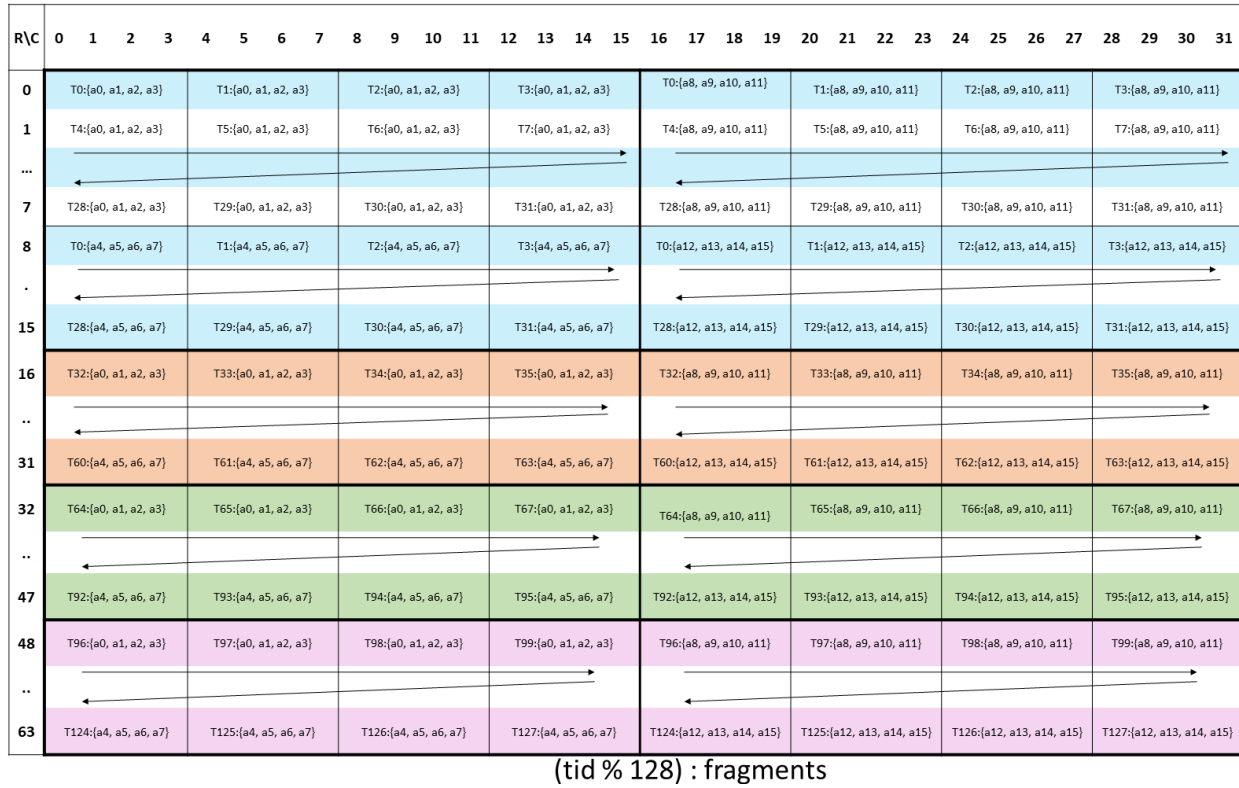 R\C 0 1 2 3 4 5 6 7 8 9 10 11 12 13 14 15 16 17 18 19 20 21 22 23 24 25 26 27 28 29 30 31
0 T0:{a0, a1, a2, a3} T1:{a0, a1, a2, a3} T2:{a0, a1, a2, a3} T3:{a0, a1, a2, a3} T0:{a8, a9, a10, a11} T1:{a8, a9, a10, a11} T2:{a8, a9, a10, a11} T3:{a8, a9, a10, a11}
1 T4:{a0, a1, a2, a3} T5:{a0, a1, a2, a3} T6:{a0, a1, a2, a3} T7:{a0, a1, a2, a3} T4:{a8, a9, a10, a11} T5:{a8, a9, a10, a11} T6:{a8, a9, a10, a11} T7:{a8, a9, a10, a11}
...
7 T28:{a0, a1, a2, a3} T29:{a0, a1, a2, a3} T30:{a0, a1, a2, a3} T31:{a0, a1, a2, a3} T28:{a8, a9, a10, a11} T29:{a8, a9, a10, a11} T30:{a8, a9, a10, a11} T31:{a8, a9, a10, a11}
8 T0:{a4, a5, a6, a7} T1:{a4, a5, a6, a7} T2:{a4, a5, a6, a7} T3:{a4, a5, a6, a7} T0:{a12, a13, a14, a15} T1:{a12, a13, a14, a15} T2:{a12, a13, a14, a15} T3:{a12, a13, a14, a15}
.
15 T28:{a4, a5, a6, a7} T29:{a4, a5, a6, a7} T30:{a4, a5, a6, a7} T31:{a4, a5, a6, a7} T28:{a12, a13, a14, a15} T29:{a12, a13, a14, a15} T30:{a12, a13, a14, a15} T31:{a12, a13, a14, a15}
16 T32:{a0, a1, a2, a3} T33:{a0, a1, a2, a3} T34:{a0, a1, a2, a3} T35:{a0, a1, a2, a3} T32:{a8, a9, a10, a11} T33:{a8, a9, a10, a11} T34:{a8, a9, a10, a11} T35:{a8, a9, a10, a11}
..
31 T60:{a4, a5, a6, a7} T61:{a4, a5, a6, a7} T62:{a4, a5, a6, a7} T63:{a4, a5, a6, a7} T60:{a12, a13, a14, a15} T61:{a12, a13, a14, a15} T62:{a12, a13, a14, a15} T63:{a12, a13, a14, a15}
32 T64:{a0, a1, a2, a3} T65:{a0, a1, a2, a3} T66:{a0, a1, a2, a3} T67:{a0, a1, a2, a3} T64:{a8, a9, a10, a11} T65:{a8, a9, a10, a11} T66:{a8, a9, a10, a11} T67:{a8, a9, a10, a11}
..
47 T92:{a4, a5, a6, a7} T93:{a4, a5, a6, a7} T94:{a4, a5, a6, a7} T95:{a4, a5, a6, a7} T92:{a12, a13, a14, a15} T93:{a12, a13, a14, a15} T94:{a12, a13, a14, a15} T95:{a12, a13, a14, a15}
48 T96:{a0, a1, a2, a3} T97:{a0, a1, a2, a3} T98:{a0, a1, a2, a3} T99:{a0, a1, a2, a3} T96:{a8, a9, a10, a11} T97:{a8, a9, a10, a11} T98:{a8, a9, a10, a11} T99:{a8, a9, a10, a11}
..
63 T124:{a4, a5, a6, a7} T125:{a4, a5, a6, a7} T126:{a4, a5, a6, a7} T127:{a4, a5, a6, a7} T124:{a12, a13, a14, a15} T125:{a12, a13, a14, a15} T126:{a12, a13, a14, a15} T127:{a12, a13, a14, a15}
(tid % 128) : fragments